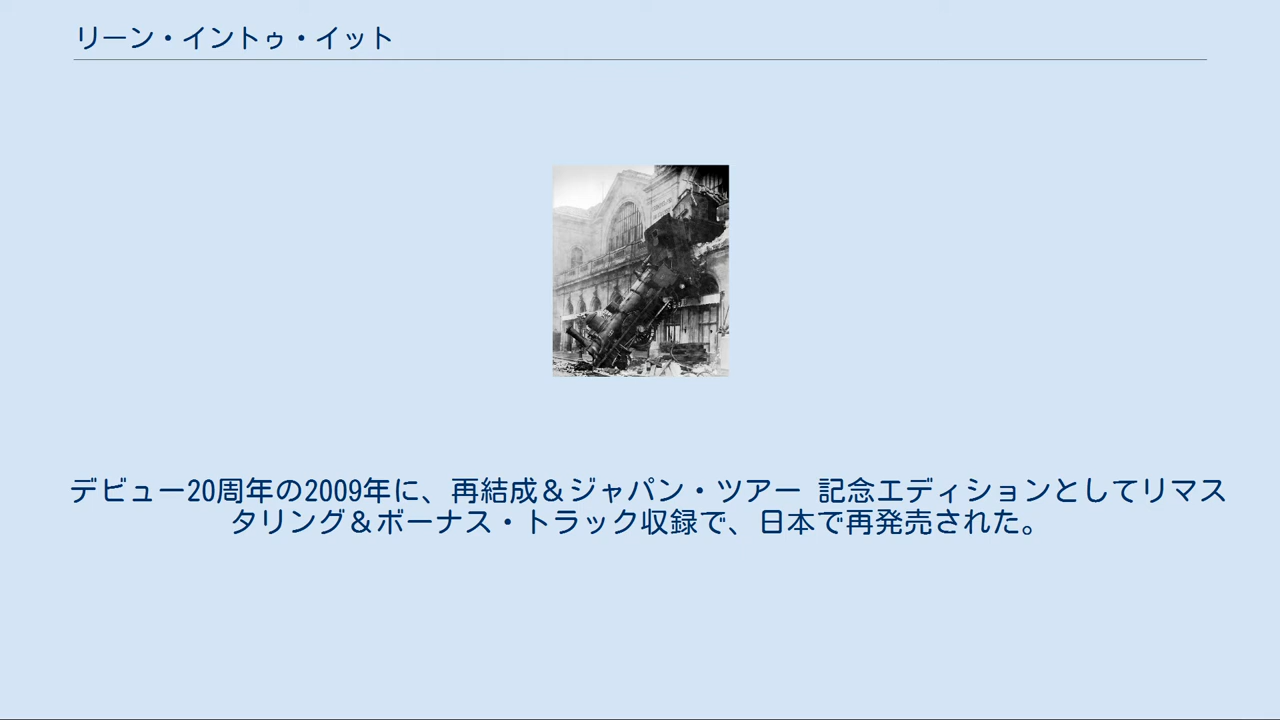 リーン・イントゥ・イット
デビュー20周年の2009年に、再結成＆ジャパン・ツアー 記念エディションとしてリマス
タリング＆ボーナス・トラック収録で、日本で再発売された。